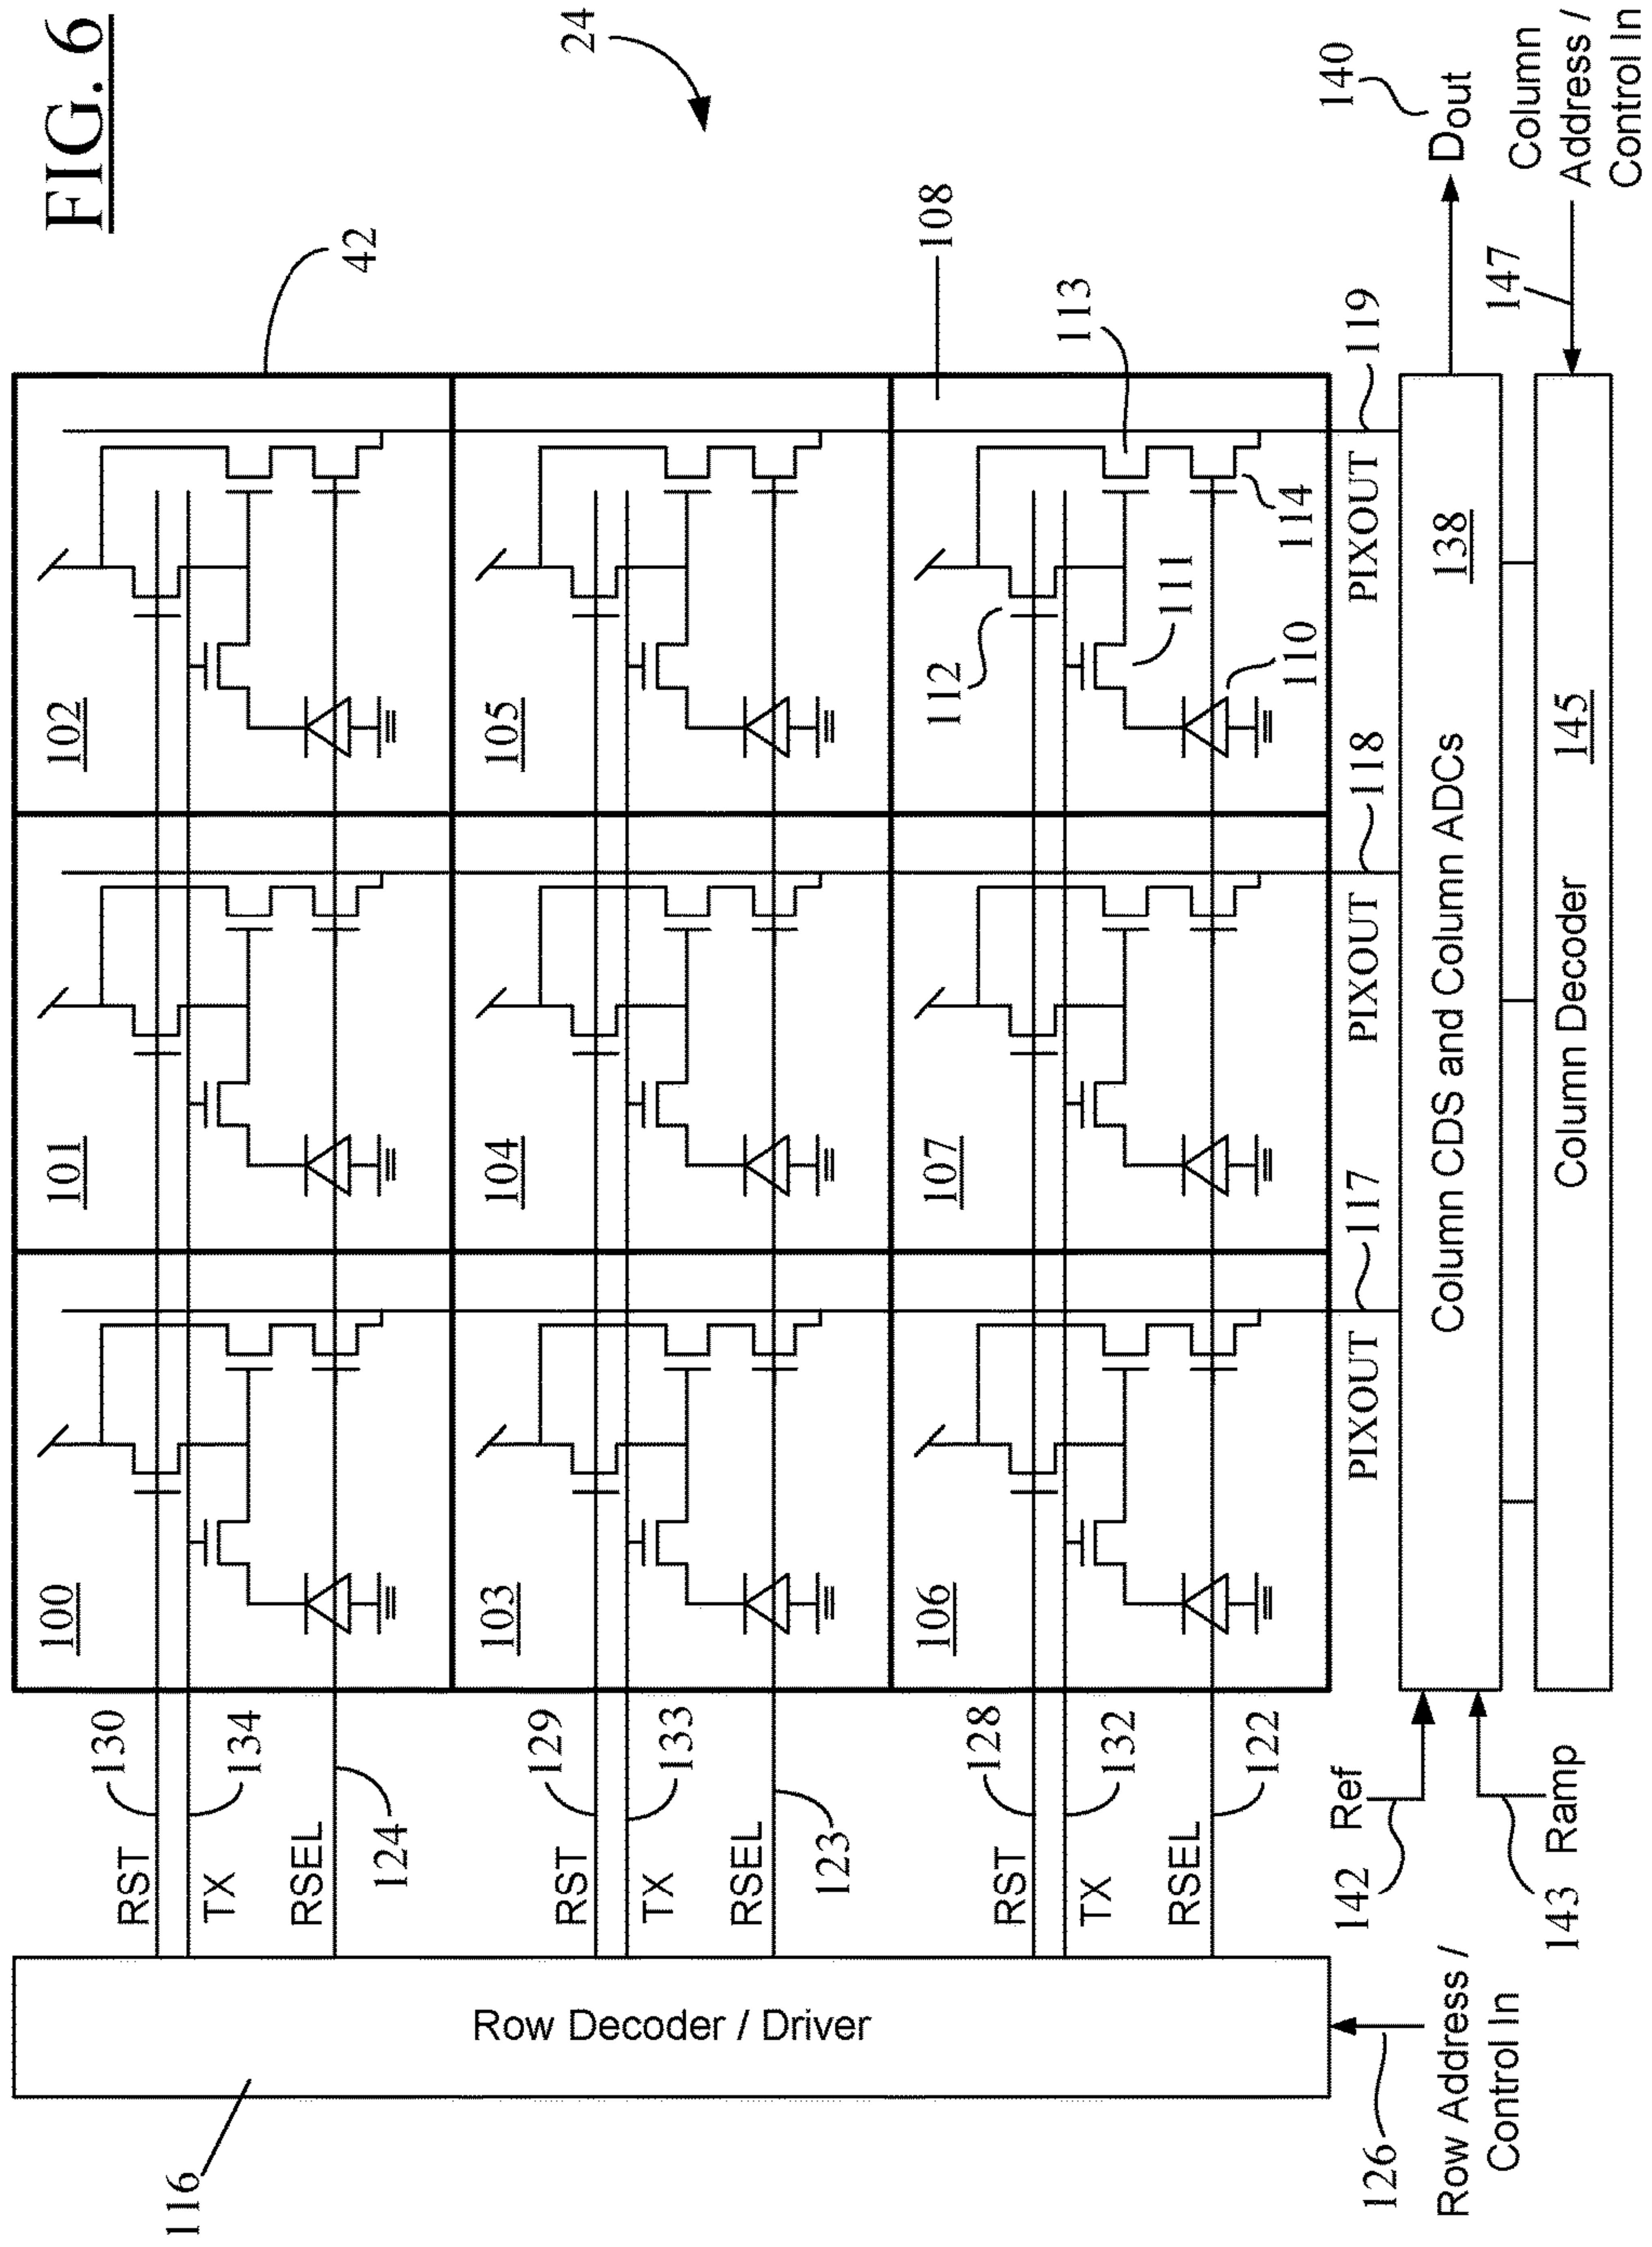 FIG. 6
24
42
102
101
100
130
RST
134
TX
124
RSEL
105
104
103
129
RST
133
TX
123
RSEL
108
113
112
111
114
110
107
106
128
RST
132
TX
122
RSEL
116
Row Decoder / Driver
126
Row Address /
Control In
PIXOUT
117
PIXOUT
118
PIXOUT
119
142
Ref
143
Ramp
Column CDS and Column ADCs
138
140
DOUT
Column Decoder
145
147
Column
Address /
Control In